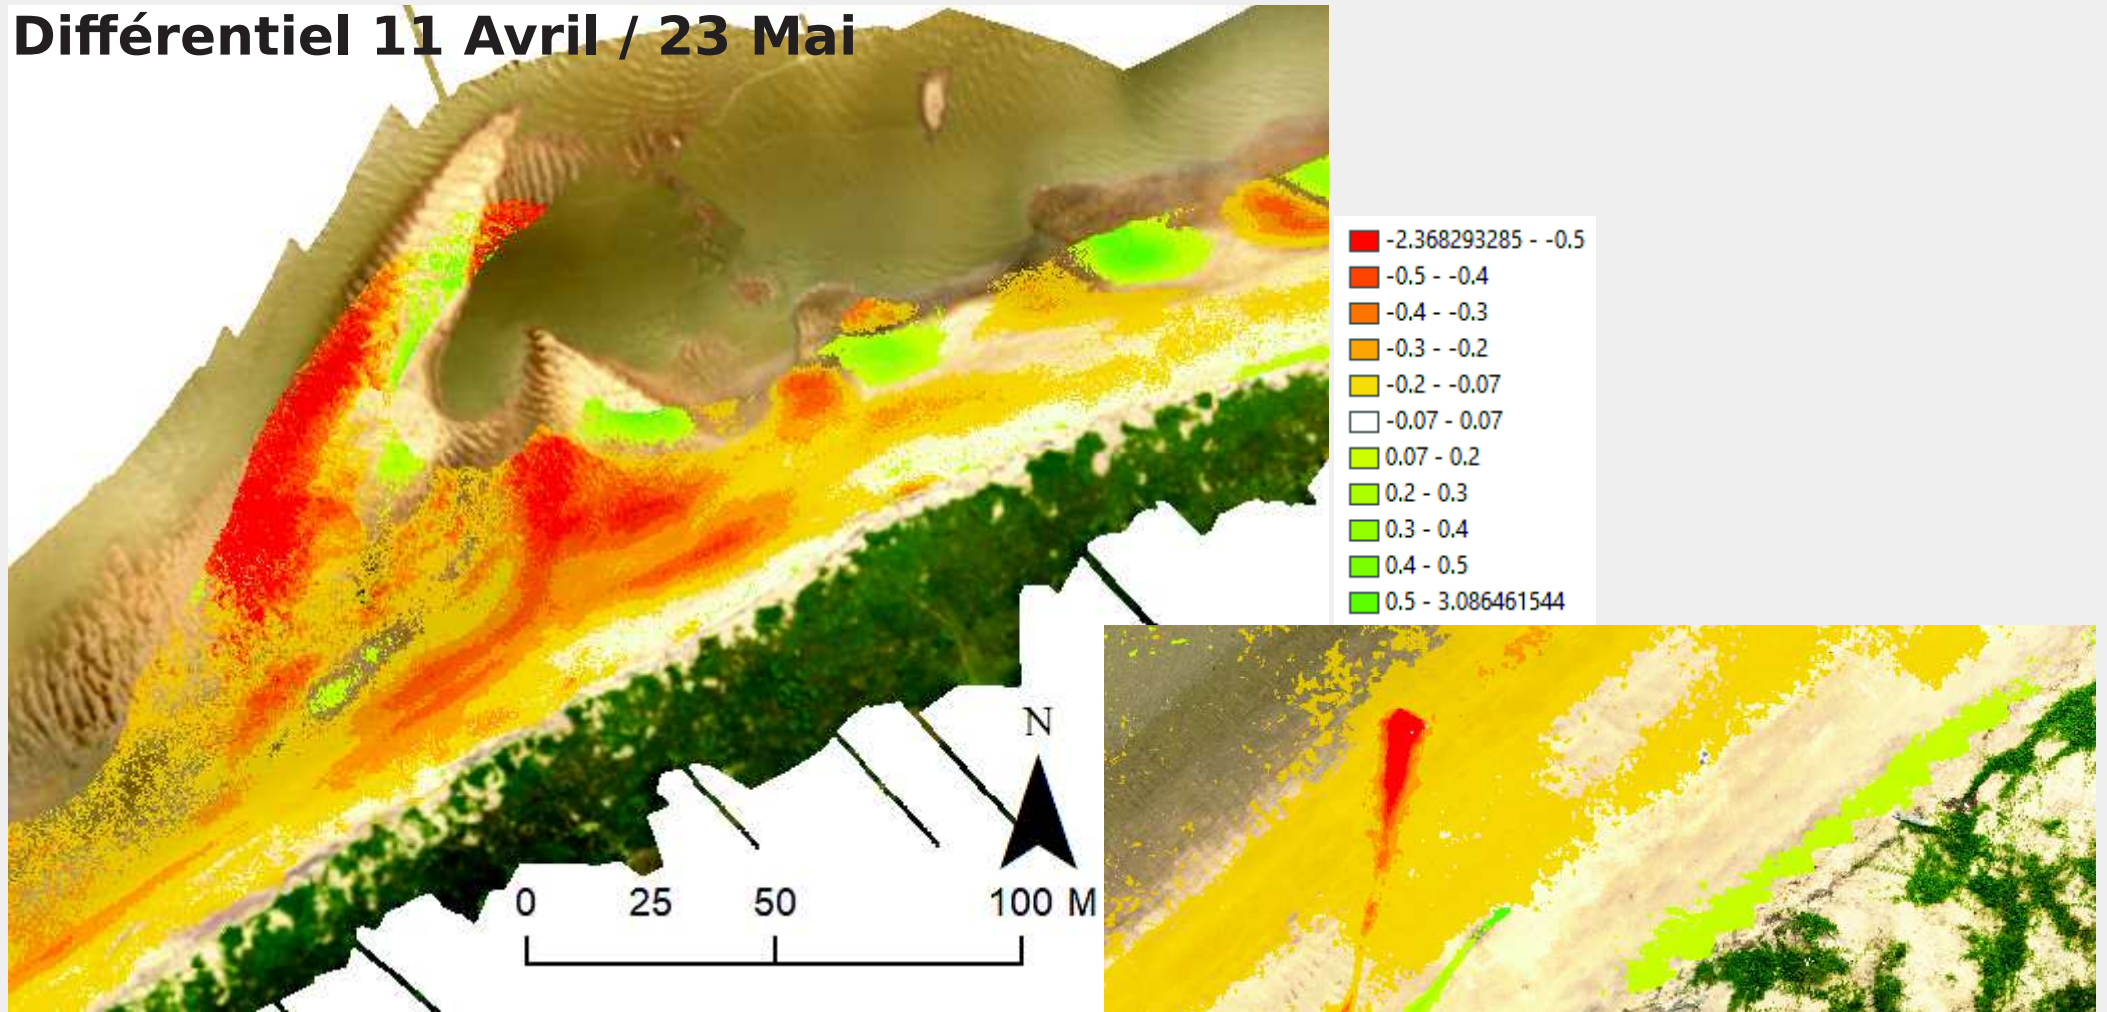 Différentiel 11 Avril / 23 Mai
-2.368293285 - -0.5
-0.5 - -0.4
-0.4 - -0.3
-0.3 - -0.2
-0.2 - -0.07
-0.07 - 0.07
0.07 - 0.2
0.2 - 0.3
0.3 - 0.4
0.4 - 0.5
0.5 - 3.086461544
N
0 25 50 100 M